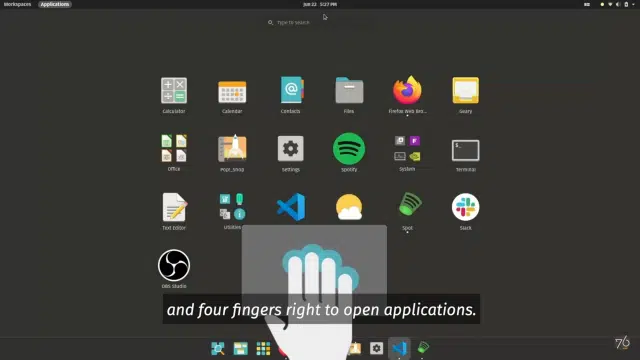 Workspaces Applications Jun 22 5:27 PM
Type to search
Calculator Calendar Contacts Files Firefox Web Bro... Geary
Office Pop!_Shop Settings Spotify System Terminal
Text Editor Utilities Spot Slack
OBS Studio
and four fingers right to open applications.
76